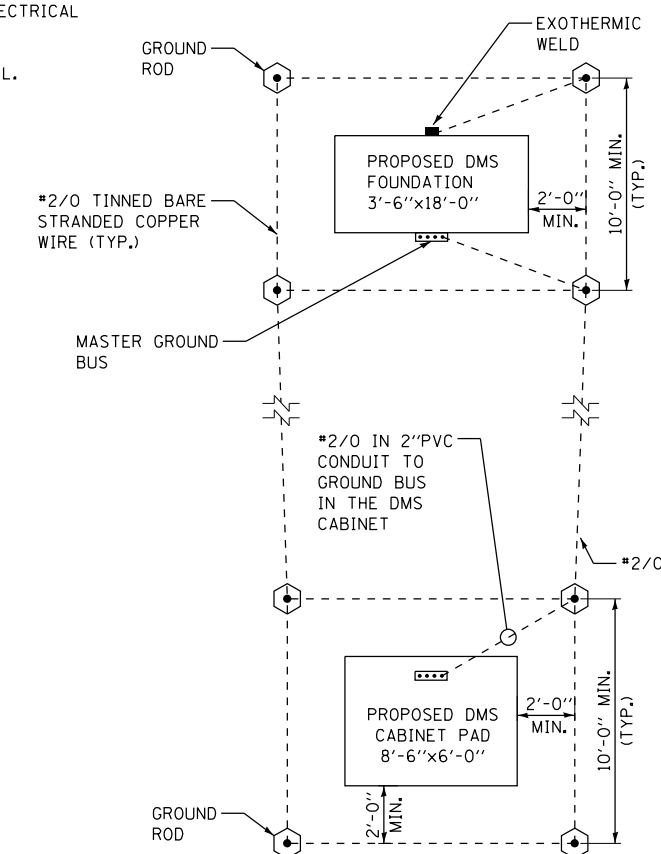 ECTRICAL
L.
GROUND
ROD
EXOTHERMIC
WELD
PROPOSED DMS
FOUNDATION
3'-6"x18'-0"
2'-0"
MIN.
10'-0" MIN.
(TYP.)
#2/0 TINNED BARE
STRANDED COPPER
WIRE (TYP.)
MASTER GROUND
BUS
#2/0 IN 2"PVC
CONDUIT TO
GROUND BUS
IN THE DMS
CABINET
#2/0
PROPOSED DMS
CABINET PAD
8'-6"x6'-0"
2'-0"
MIN.
10'-0" MIN.
(TYP.)
2'-0"
MIN.
GROUND
ROD